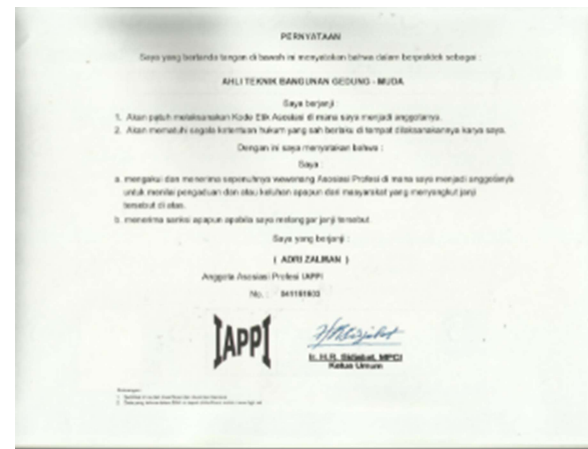 PERNYATAAN
Saya yang bertanda tangan di bawah ini menyatakan bahwa dalam berpraktek sebagai :
AHLI TEKNIK BANGUNAN GEDUNG - MUDA
Saya berjanji :
1. Akan patuh melaksanakan Kode Etik Asosiasi di mana saya menjadi anggotanya.
2. Akan mematuhi segala ketentuan hukum yang sah berlaku di tempat dilaksanakannya karya saya.
Dengan ini saya menyatakan bahwa :
Saya :
a. mengakui dan menerima sepenuhnya wewenang Asosiasi Profesi di mana saya menjadi anggotanya
untuk menilai pengaduan dan atau keluhan apapun dari masyarakat yang menyangkut janji
tersebut di atas.
b. menerima sanksi apapun apabila saya melanggar janji tersebut.
Saya yang berjanji :
( ADRI ZALMAN )
Anggota Asosiasi Profesi IAPPI
No. :
IAPPI
Ir. H.R. Sidjabat, MPCI
Ketua Umum